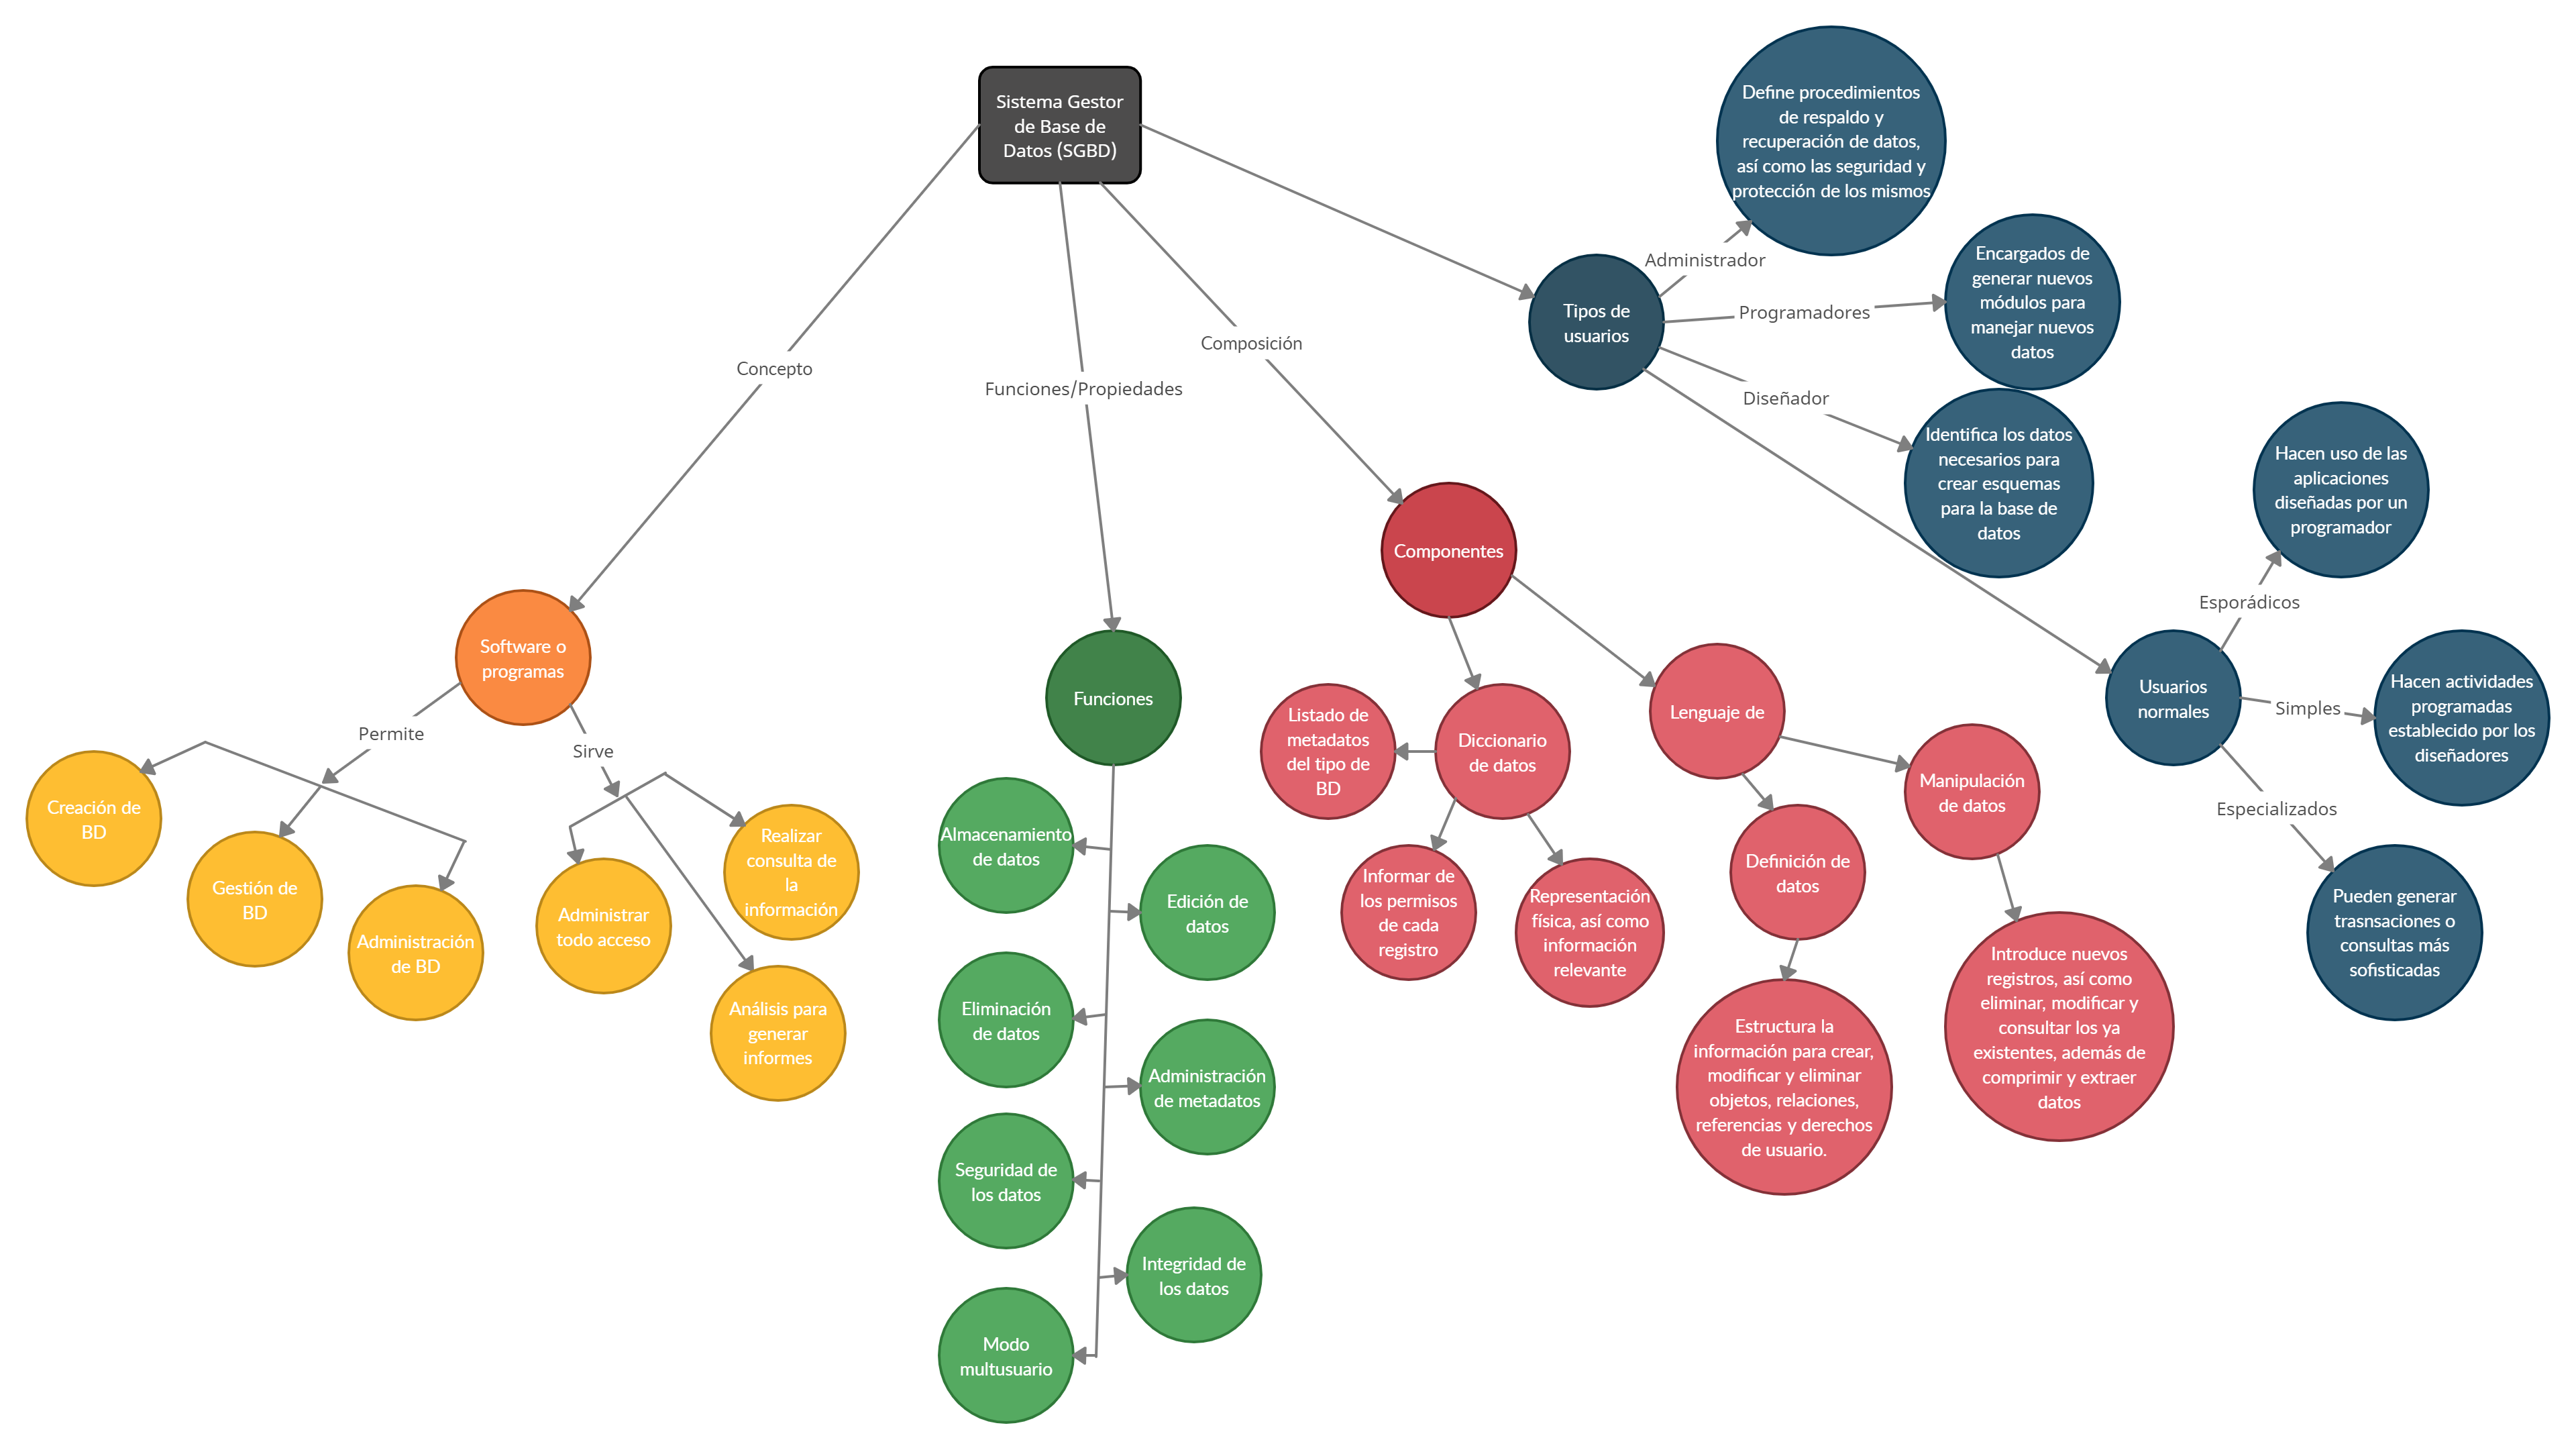 Sistema Gestor
de Base de
Datos (SGBD)
Concepto
Funciones/Propiedades
Composición
Software o
programas
Permite
Creación de
BD
Gestión de
BD
Administración
de BD
Sirve
Administrar
todo acceso
Realizar
consulta de
la
información
Análisis para
generar
informes
Funciones
Almacenamiento
de datos
Edición de
datos
Eliminación
de datos
Administración
de metadatos
Seguridad de
los datos
Integridad de
los datos
Modo
multusuario
Componentes
Diccionario
de datos
Listado de
metadatos
del tipo de
BD
Informar de
los permisos
de cada
registro
Representación
física, así como
información
relevante
Lenguaje de
Definición de
datos
Estructura la
información para crear,
modificar y eliminar
objetos, relaciones,
referencias y derechos
de usuario.
Manipulación
de datos
Introduce nuevos
registros, así como
eliminar, modificar y
consultar los ya
existentes, además de
comprimir y extraer
datos
Tipos de
usuarios
Administrador
Define procedimientos
de respaldo y
recuperación de datos,
así como las seguridad y
protección de los mismos
Programadores
Encargados de
generar nuevos
módulos para
manejar nuevos
datos
Diseñador
Identifica los datos
necesarios para
crear esquemas
para la base de
datos
Usuarios
normales
Esporádicos
Hacen uso de las
aplicaciones
diseñadas por un
programador
Simples
Hacen actividades
programadas
establecido por los
diseñadores
Especializados
Pueden generar
trasnsaciones o
consultas más
sofisticadas